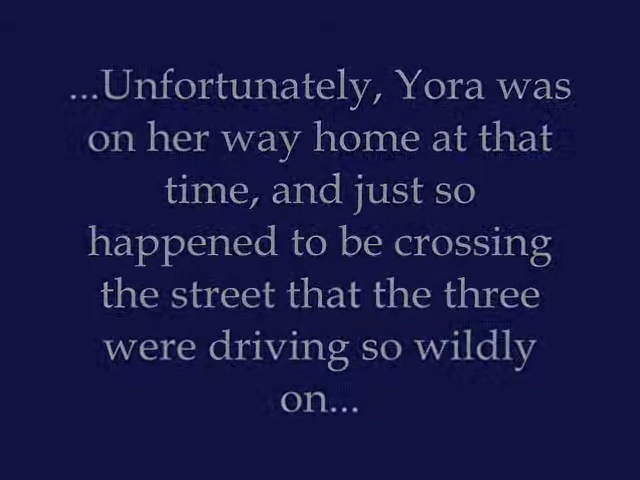 ...Unfortunately, Yora was
on her way home at that
time, and just so
happened to be crossing
the street that the three
were driving so wildly
on...